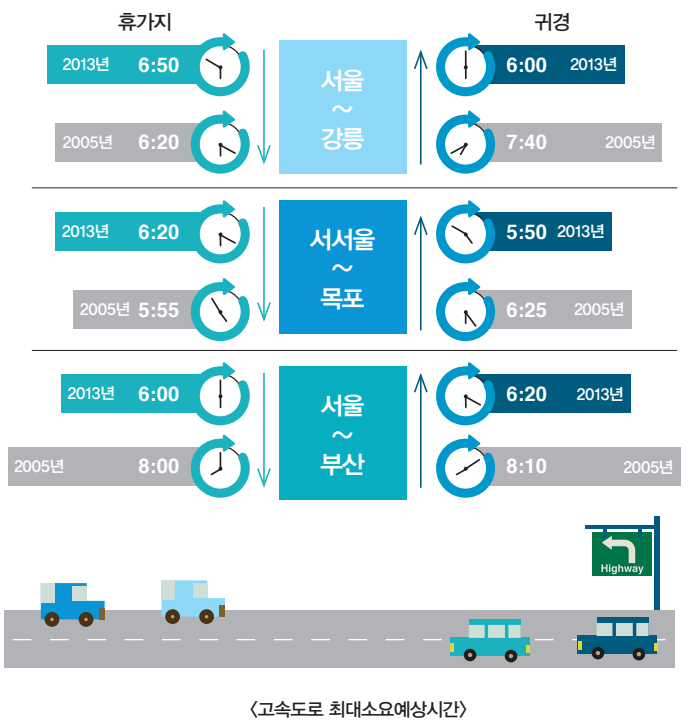 휴가지
귀경
2013년 6:50
2005년 6:20
서울
~
강릉
6:00 2013년
7:40 2005년
2013년 6:20
2005년 5:55
서서울
~
목포
5:50 2013년
6:25 2005년
2013년 6:00
2005년 8:00
서울
~
부산
6:20 2013년
8:10 2005년
Highway
〈고속도로 최대소요예상시간〉